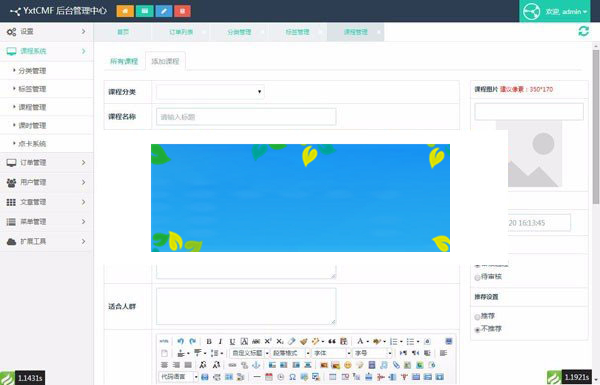 YxtCMF 后台管理中心
欢迎, admin
设置
首页
订单列表
分类管理
标签管理
课程管理
课程系统
所有课程
添加课程
分类管理
标签管理
课程管理
课时管理
点卡系统
订单管理
用户管理
文章管理
菜单管理
扩展工具
课程分类
课程名称
请输入标题
课程图片 建议像素：350*170
20 16:13:45
待审核
推荐设置
推荐
不推荐
适合人群
HTML
自定义标题
段落格式
字体
字号
代码语言
1.1431s
1.1921s